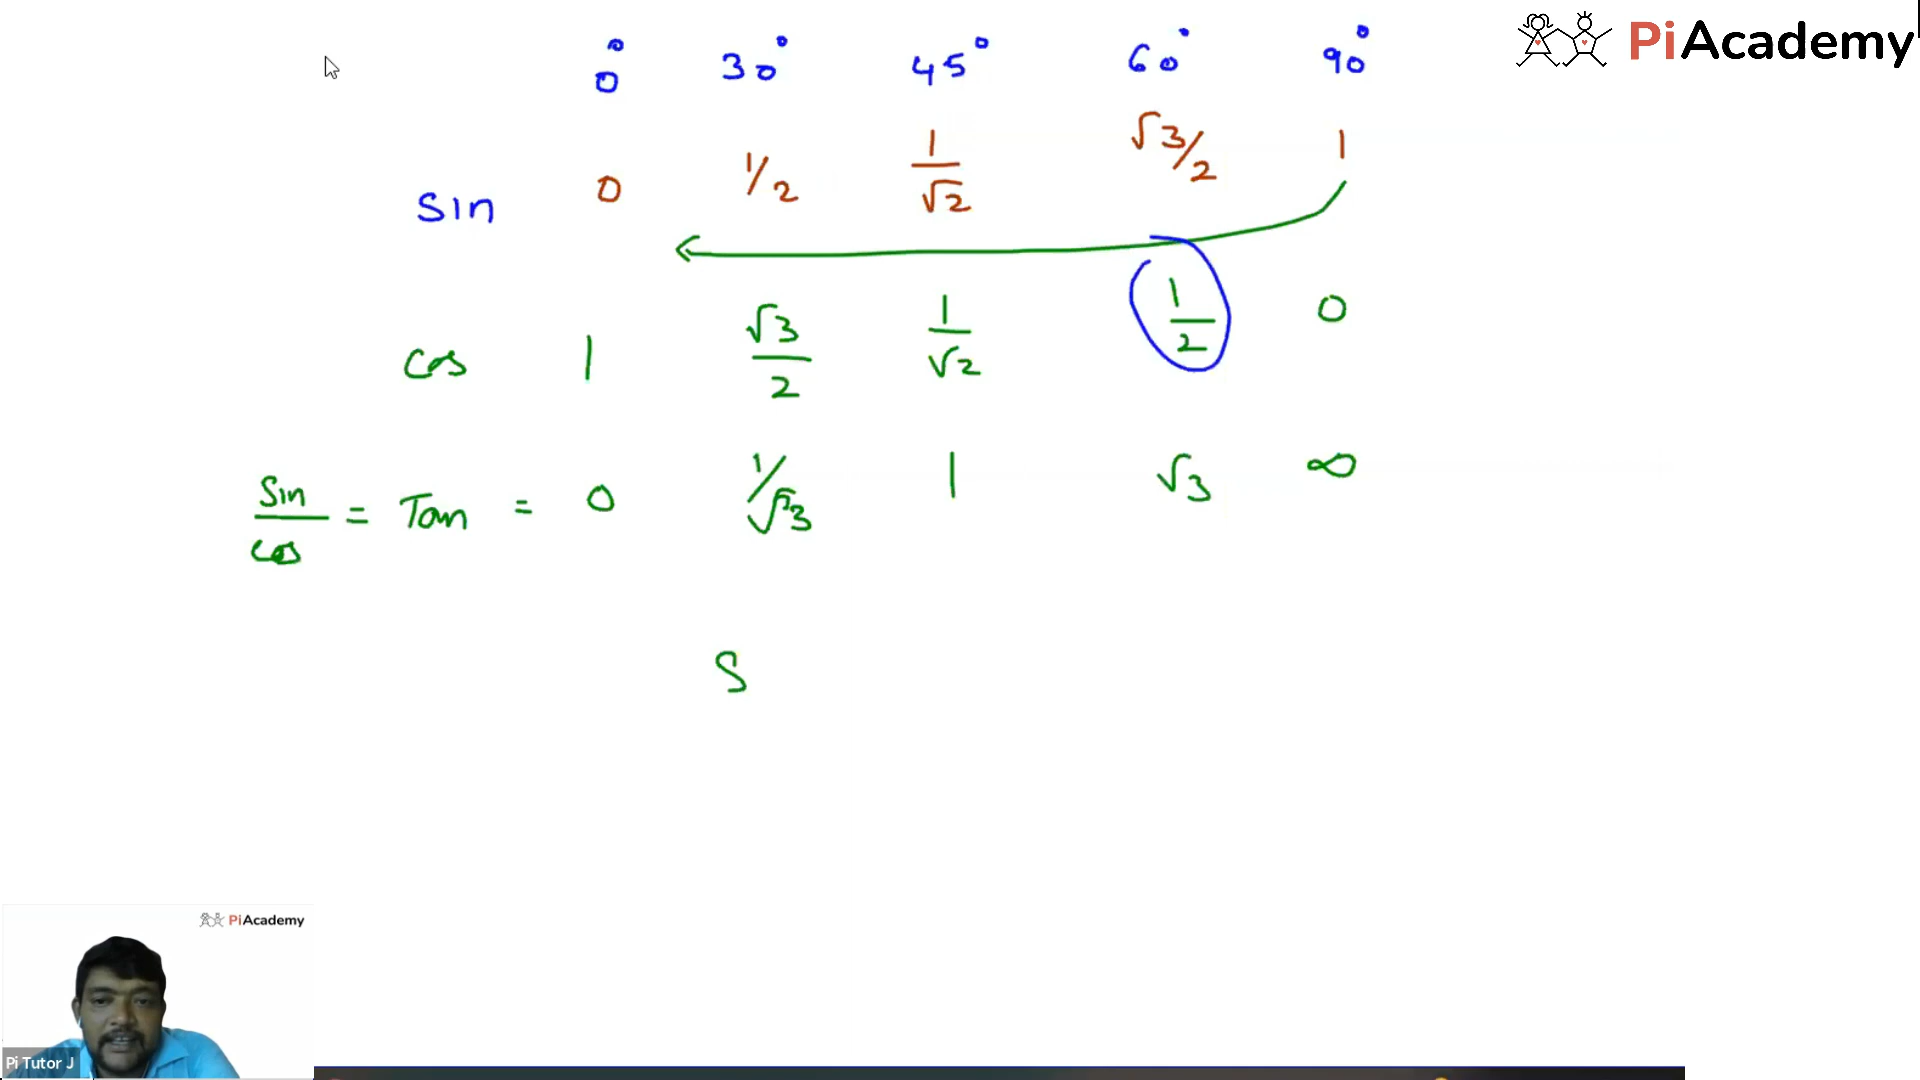 PiAcademy
0° 30° 45° 60° 90°
sin 0 1/2 1/√2 √3/2 1
cos 1 √3/2 1/√2 1/2 0
sin/cos = Tan = 0 1/√3 1 √3 ∞
S
PiAcademy
Pi Tutor J